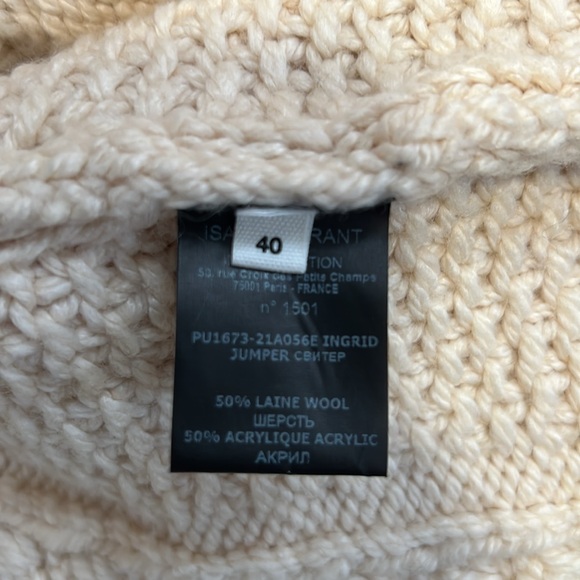 40
50, rue Croix des Petits Champs
75001 Paris - FRANCE
n° 1501
PU1673-21A056E INGRID
JUMPER СВИТЕР
50% LAINE WOOL
ШЕРСТЬ
50% ACRYLIQUE ACRYLIC
АКРИЛ